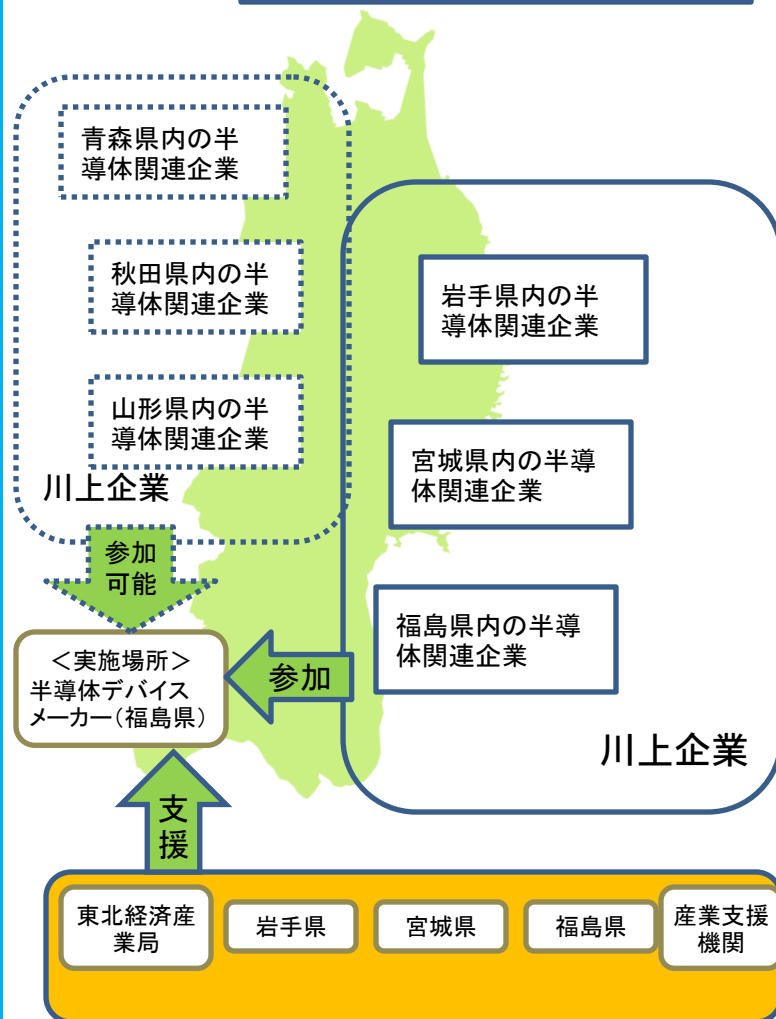 青森県内の半
導体関連企業
秋田県内の半
導体関連企業
山形県内の半
導体関連企業
川上企業
岩手県内の半
導体関連企業
宮城県内の半導
体関連企業
福島県内の半導
体関連企業
川上企業
参加
可能
参加
<実施場所>
半導体デバイス
メーカー(福島県)
支
援
東北経済産
業局
岩手県
宮城県
福島県
産業支援
機関